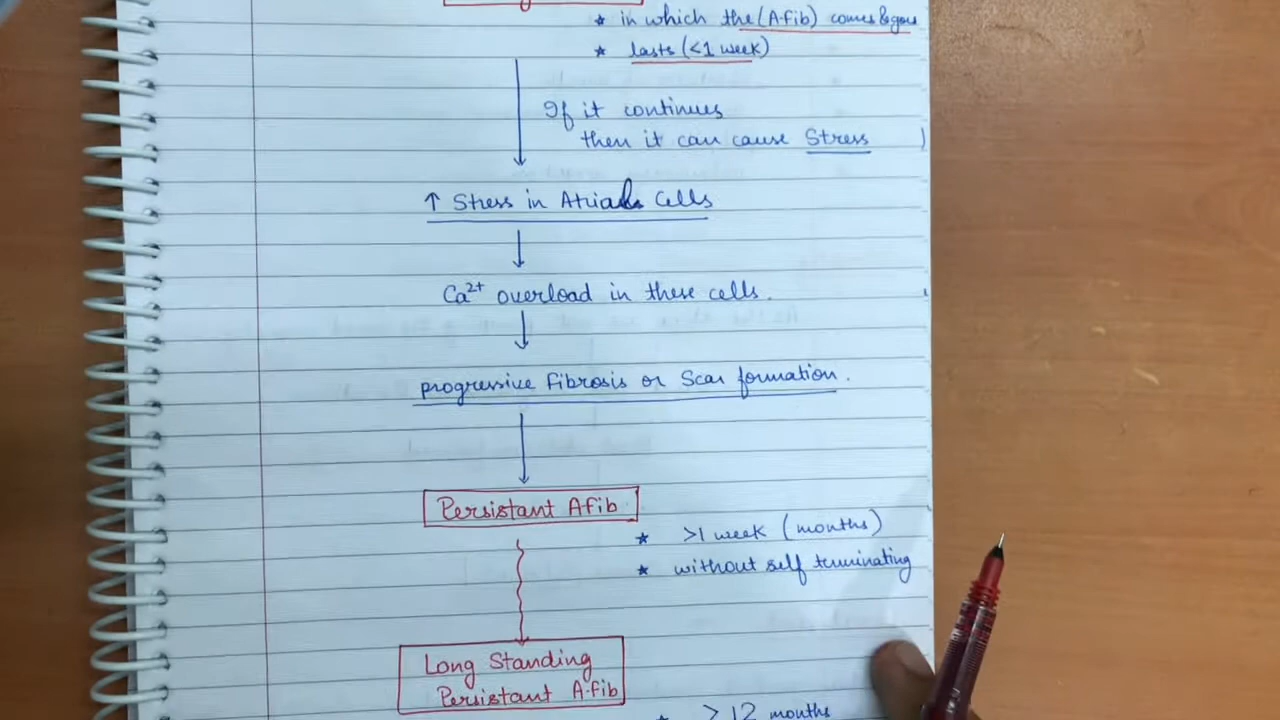 * in which the (A·Fib) comes & goes
* lasts (<1 week)
If it continues
then it can cause Stress
↑ Stress in Atrial Cells
Ca²⁺ overload in these cells.
progressive Fibrosis or Scar formation.
Persistant A Fib
* >1 week (months)
* without self terminating
Long Standing
Persistant A·Fib
* > 12 months